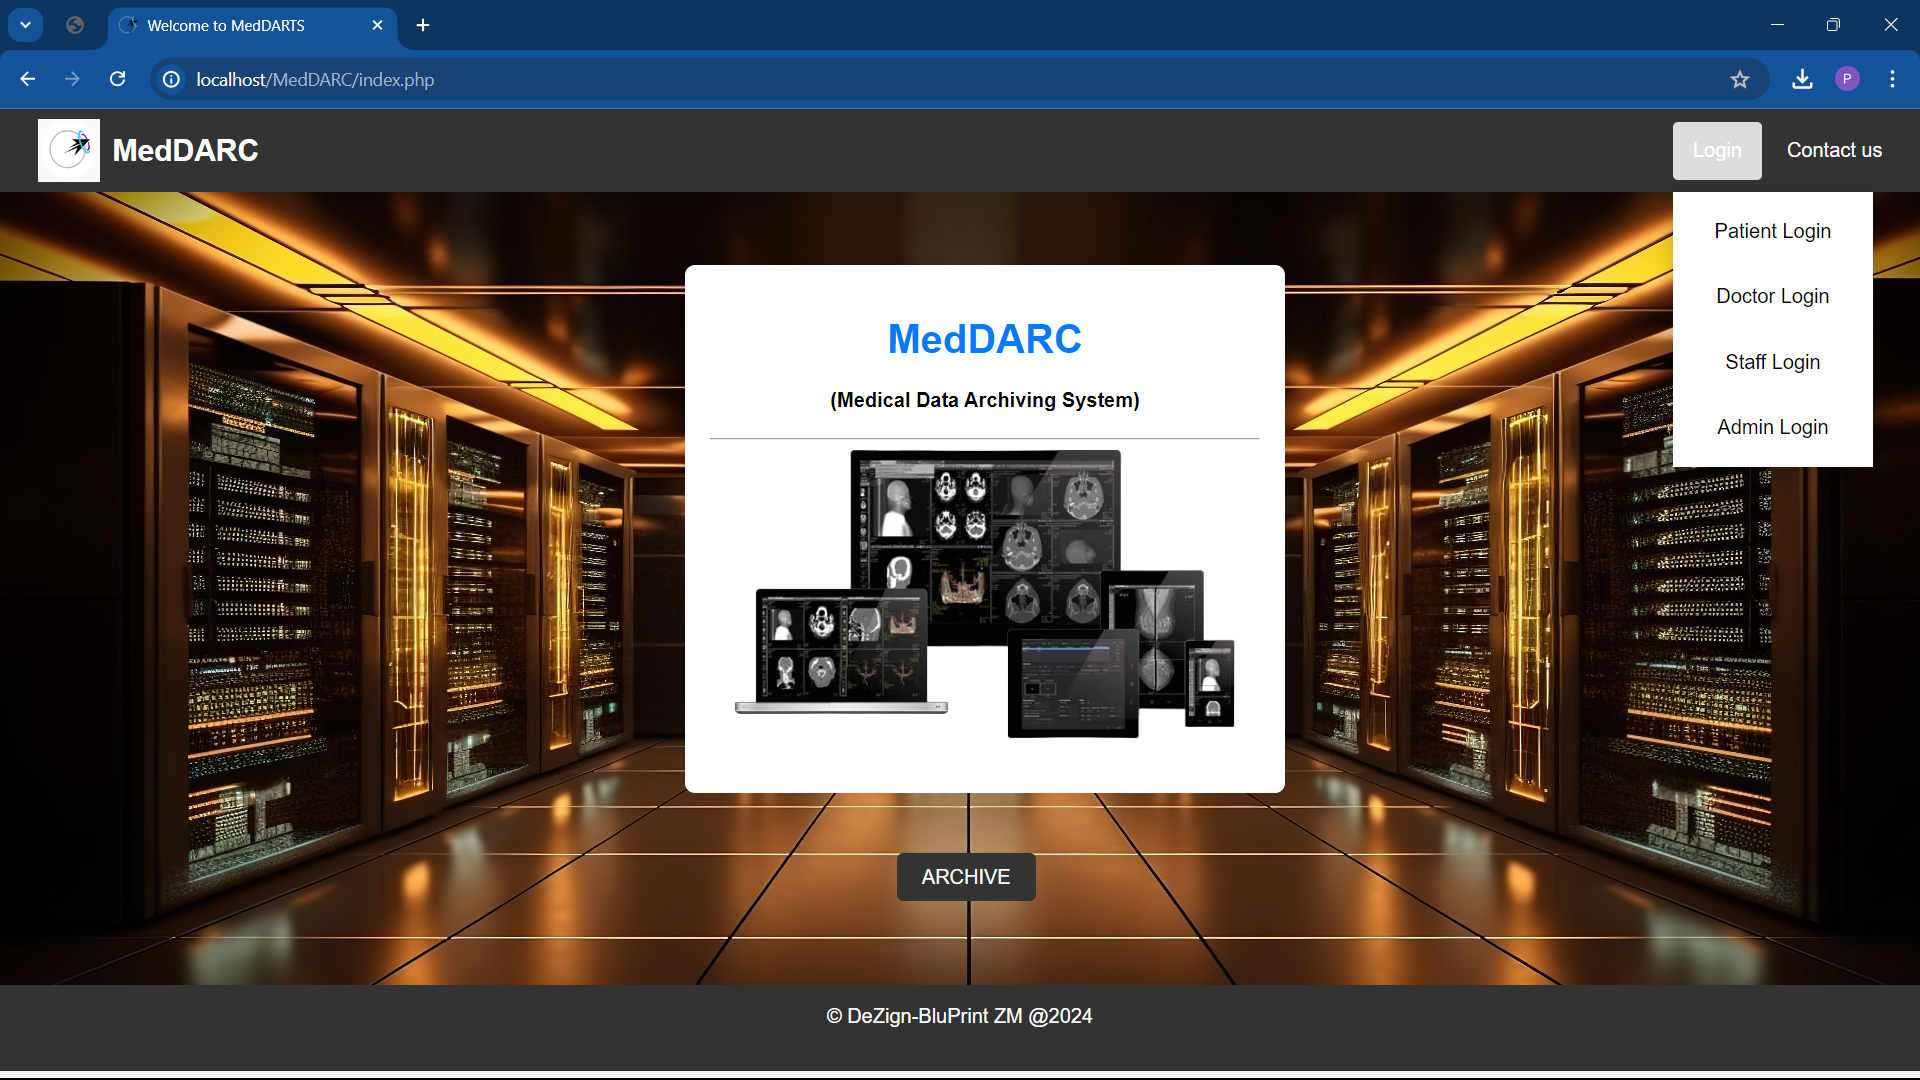 Welcome to MedDARTS
localhost/MedDARC/index.php
P
MedDARC
Login
Contact us
Patient Login
Doctor Login
Staff Login
Admin Login
MedDARC
(Medical Data Archiving System)
ARCHIVE
© DeZign-BluPrint ZM @2024